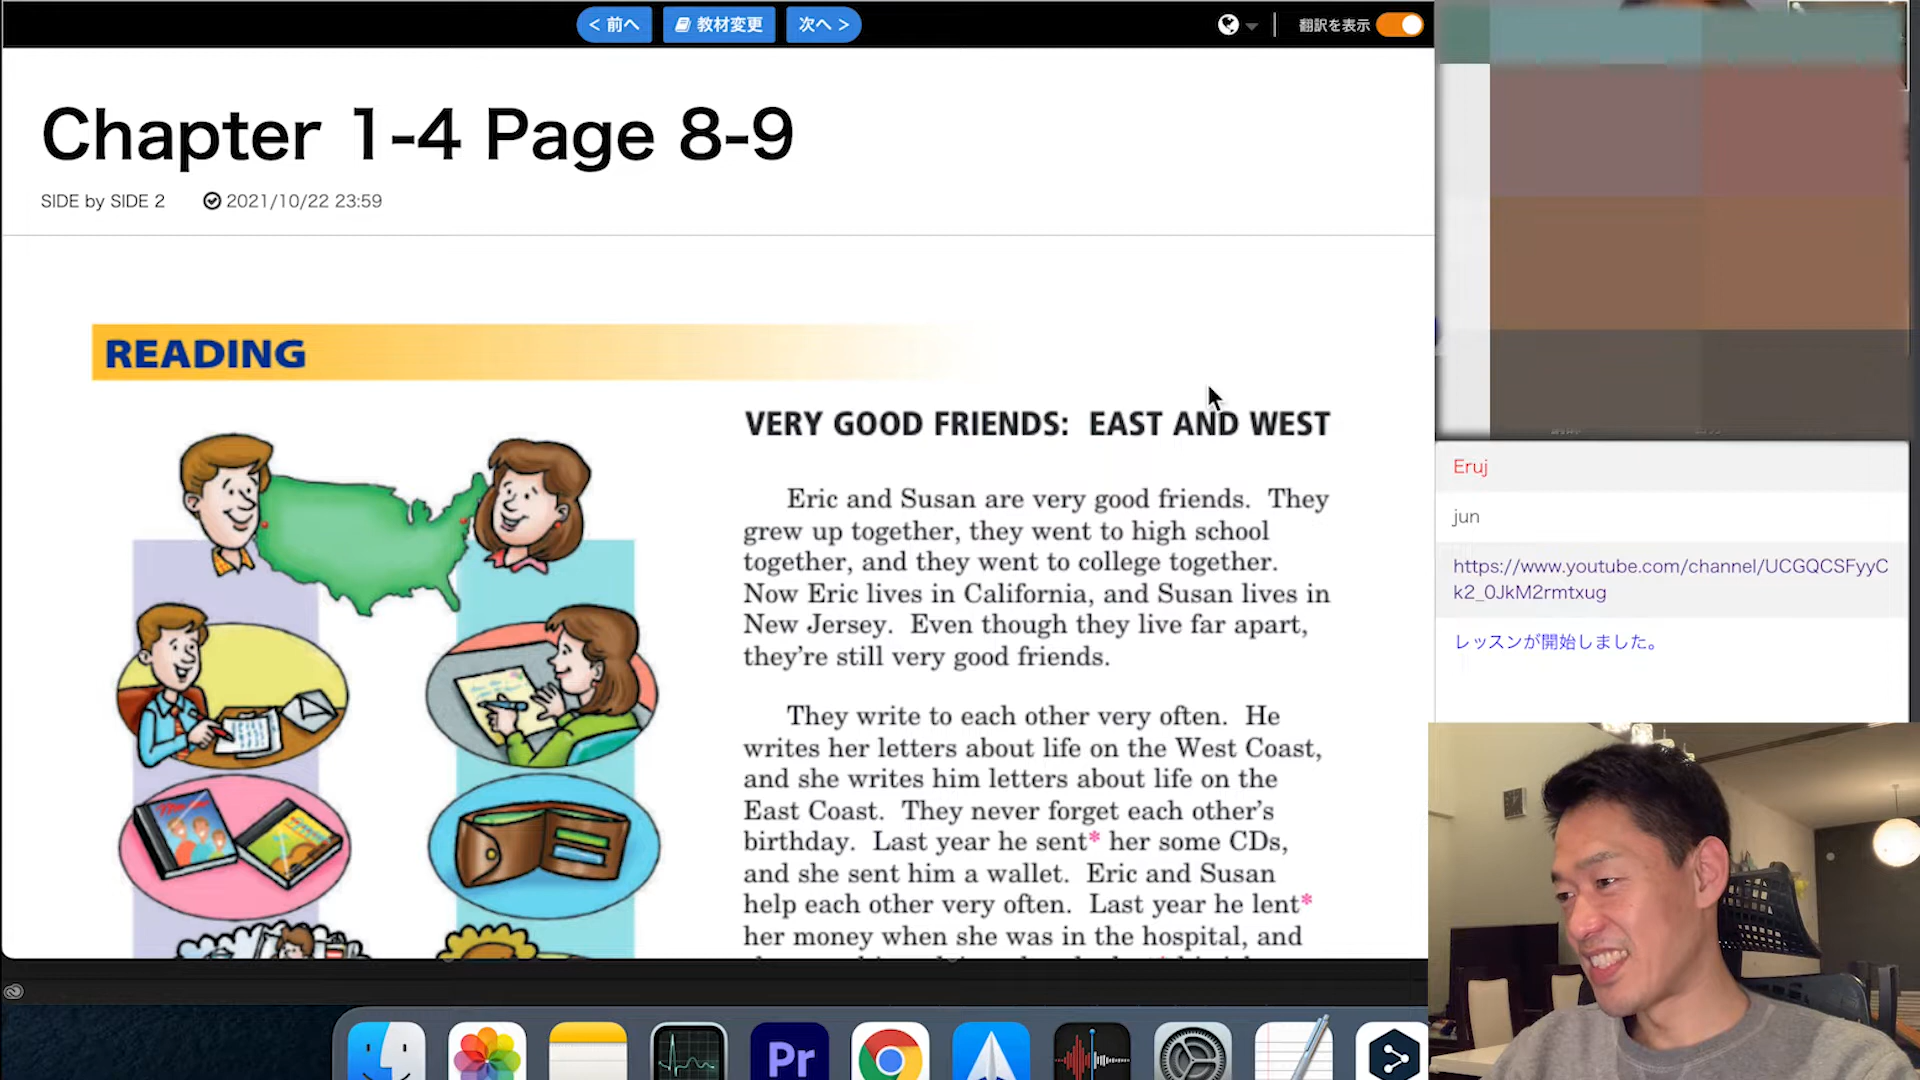 < 前へ
教材変更
次へ >
翻訳を表示
Chapter 1-4 Page 8-9
SIDE by SIDE 2
2021/10/22 23:59
READING
VERY GOOD FRIENDS: EAST AND WEST
Eric and Susan are very good friends. They
grew up together, they went to high school
together, and they went to college together.
Now Eric lives in California, and Susan lives in
New Jersey. Even though they live far apart,
they're still very good friends.
They write to each other very often. He
writes her letters about life on the West Coast,
and she writes him letters about life on the
East Coast. They never forget each other's
birthday. Last year he sent* her some CDs,
and she sent him a wallet. Eric and Susan
help each other very often. Last year he lent*
her money when she was in the hospital, and
Eruj
jun
https://www.youtube.com/channel/UCGQCSFyyC
k2_0JkM2rmtxug
レッスンが開始しました。
Pr